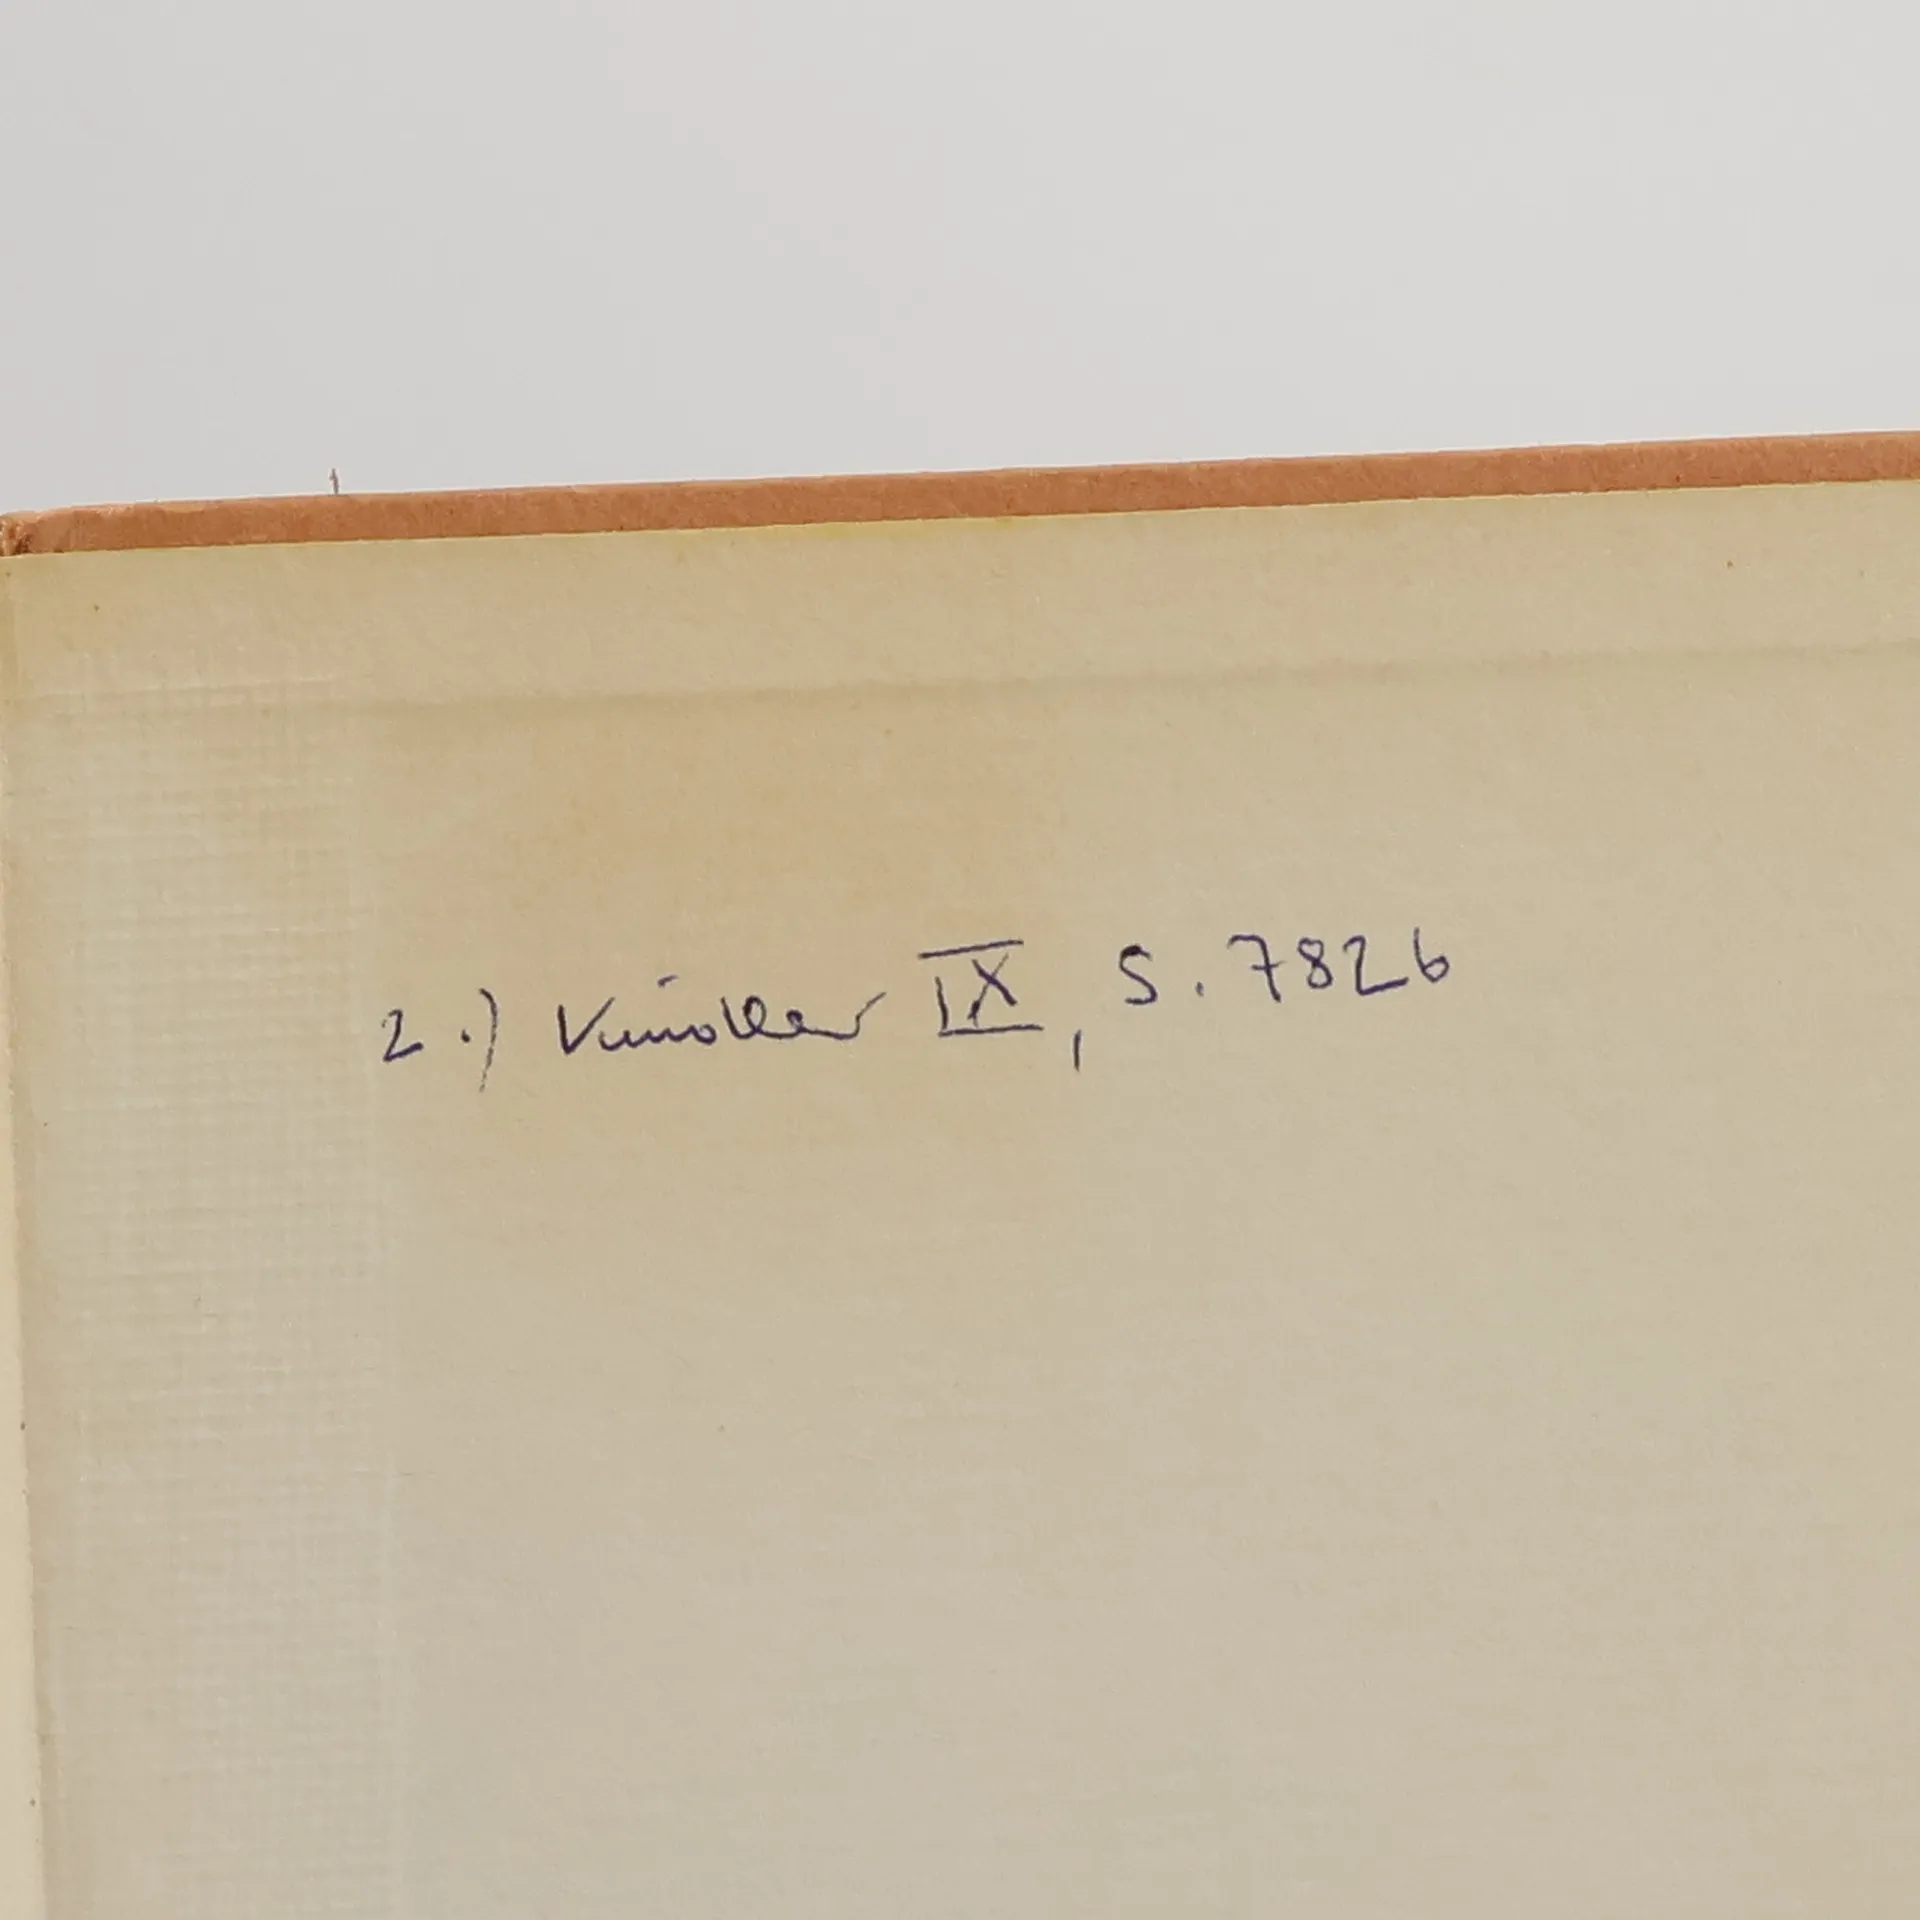 2.) Kindler IX, S. 7826